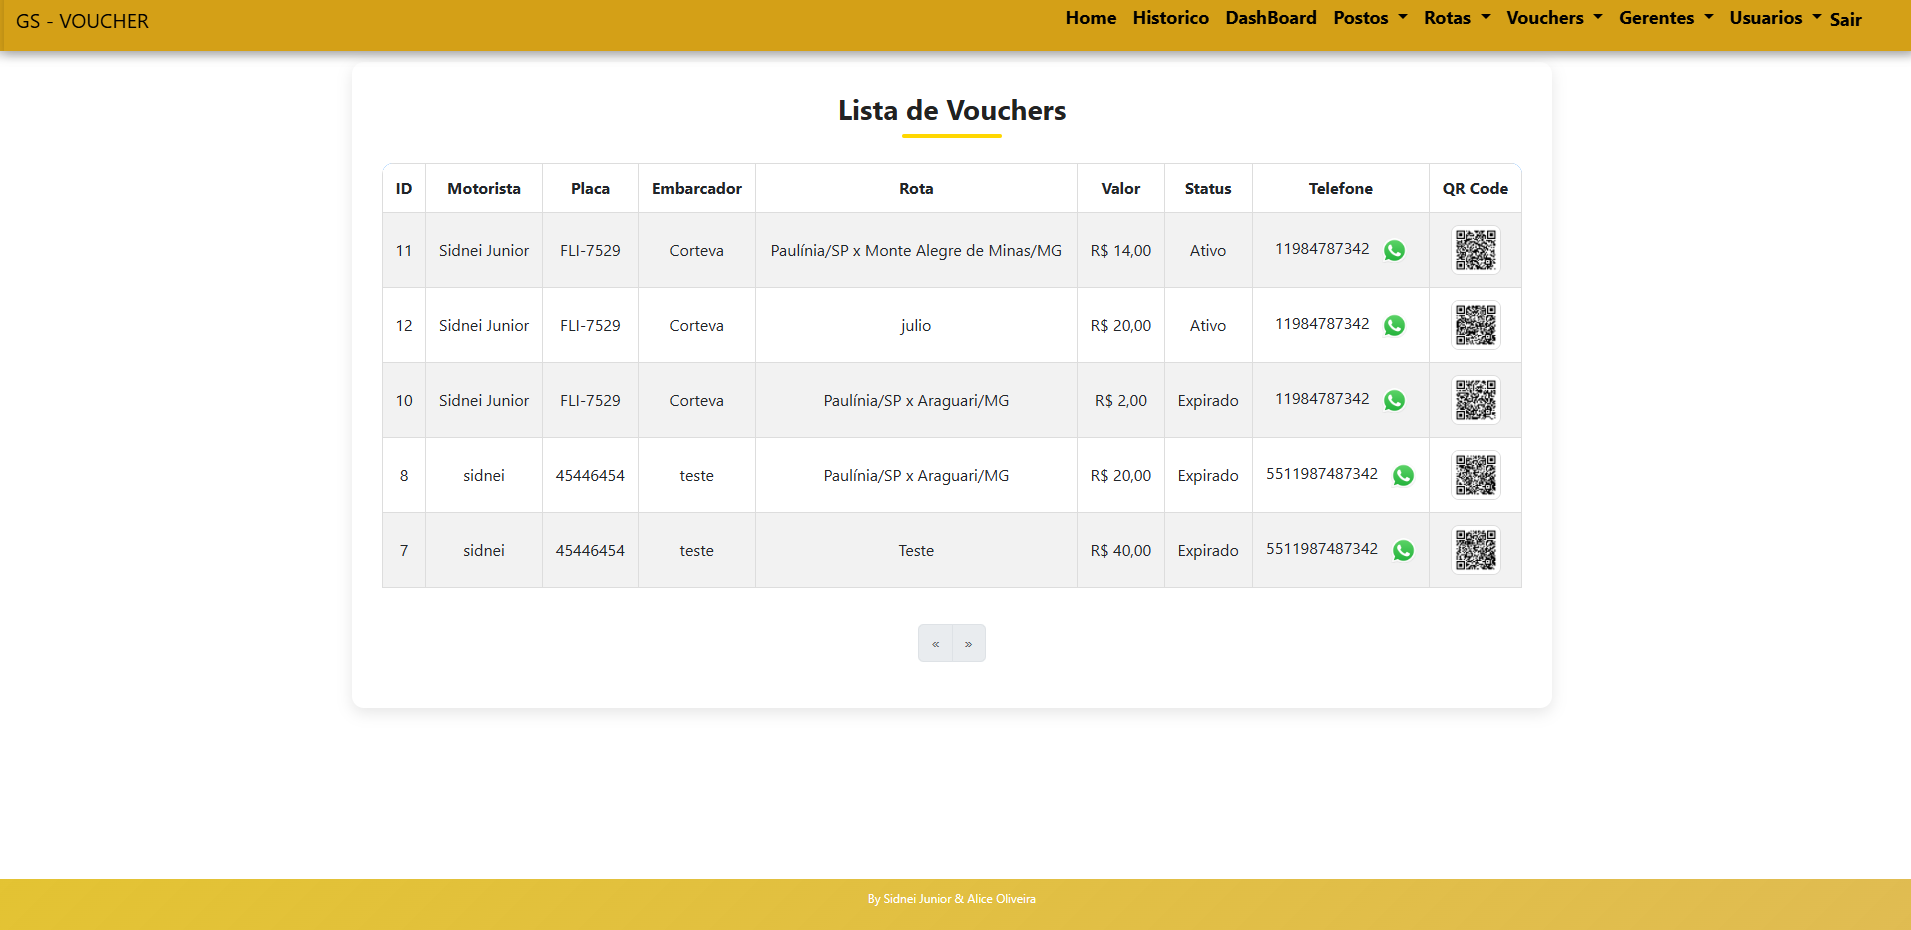 GS - VOUCHER
Home Historico DashBoard Postos Rotas Vouchers Gerentes Usuarios Sair
Lista de Vouchers
ID Motorista Placa Embarcador Rota Valor Status Telefone QR Code
11 Sidnei Junior FLI-7529 Corteva Paulínia/SP x Monte Alegre de Minas/MG R$ 14,00 Ativo 11984787342
12 Sidnei Junior FLI-7529 Corteva julio R$ 20,00 Ativo 11984787342
10 Sidnei Junior FLI-7529 Corteva Paulínia/SP x Araguari/MG R$ 2,00 Expirado 11984787342
8 sidnei 45446454 teste Paulínia/SP x Araguari/MG R$ 20,00 Expirado 5511987487342
7 sidnei 45446454 teste Teste R$ 40,00 Expirado 5511987487342
« »
By Sidnei Junior & Alice Oliveira